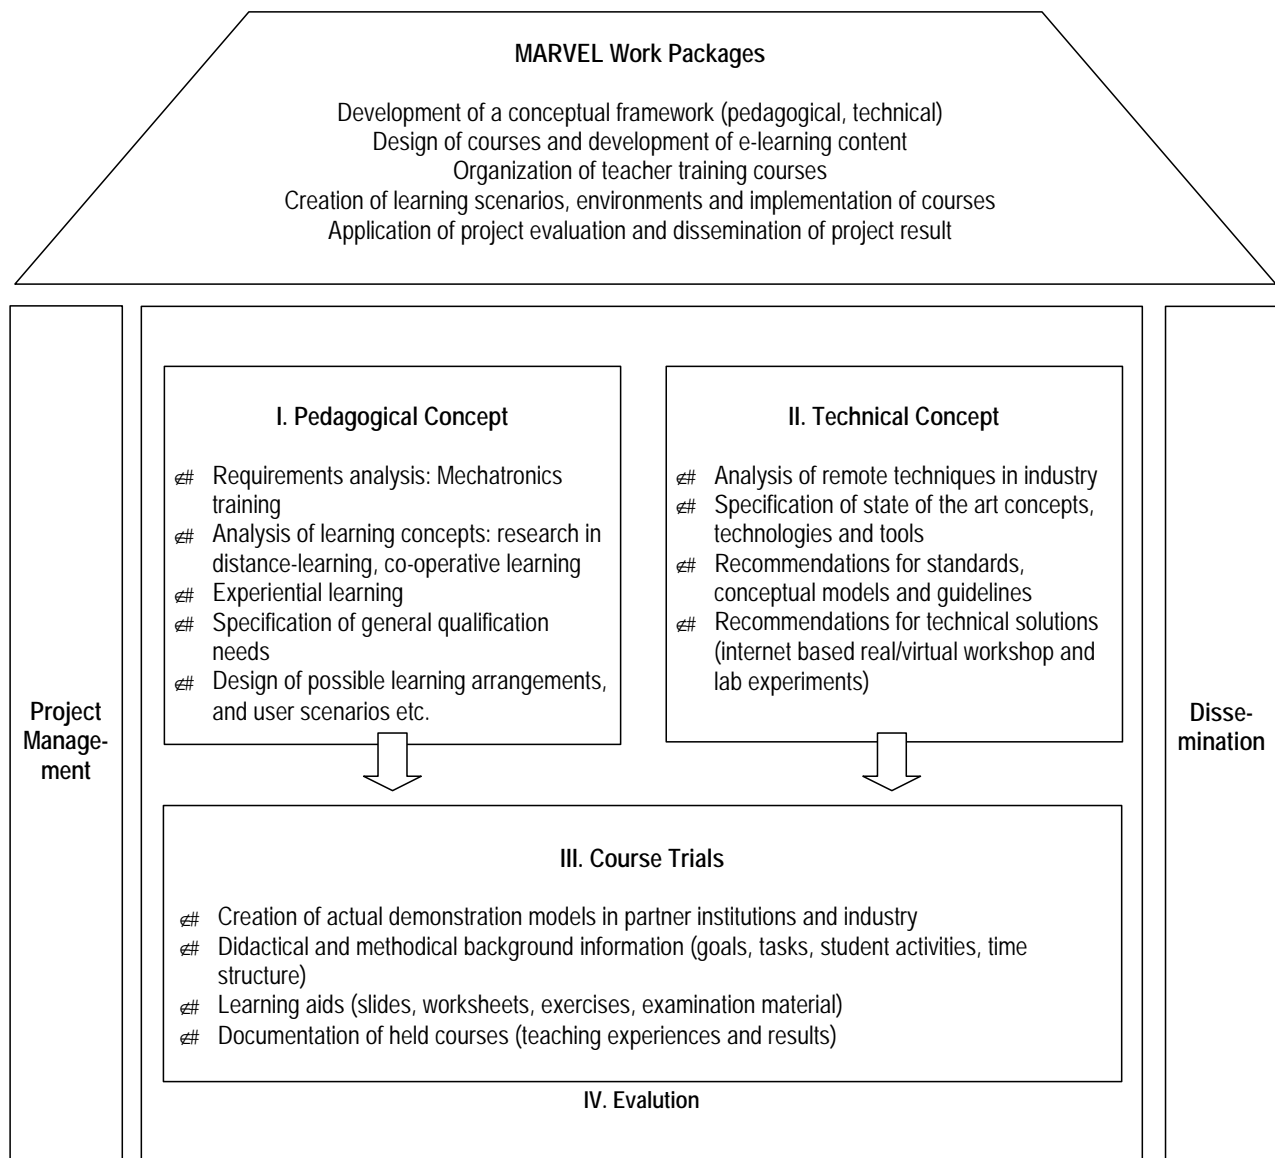 MARVEL Work Packages
Development of a conceptual framework (pedagogical, technical)
Design of courses and development of e-learning content
Organization of teacher training courses
Creation of learning scenarios, environments and implementation of courses
Application of project evaluation and dissemination of project result
Project
Manage-
ment
I. Pedagogical Concept
∉# Requirements analysis: Mechatronics
training
∉# Analysis of learning concepts: research in
distance-learning, co-operative learning
∉# Experiential learning
∉# Specification of general qualification
needs
∉# Design of possible learning arrangements,
and user scenarios etc.
II. Technical Concept
∉# Analysis of remote techniques in industry
∉# Specification of state of the art concepts,
technologies and tools
∉# Recommendations for standards,
conceptual models and guidelines
∉# Recommendations for technical solutions
(internet based real/virtual workshop and
lab experiments)
III. Course Trials
∉# Creation of actual demonstration models in partner institutions and industry
∉# Didactical and methodical background information (goals, tasks, student activities, time
structure)
∉# Learning aids (slides, worksheets, exercises, examination material)
∉# Documentation of held courses (teaching experiences and results)
IV. Evalution
Disse-
mination